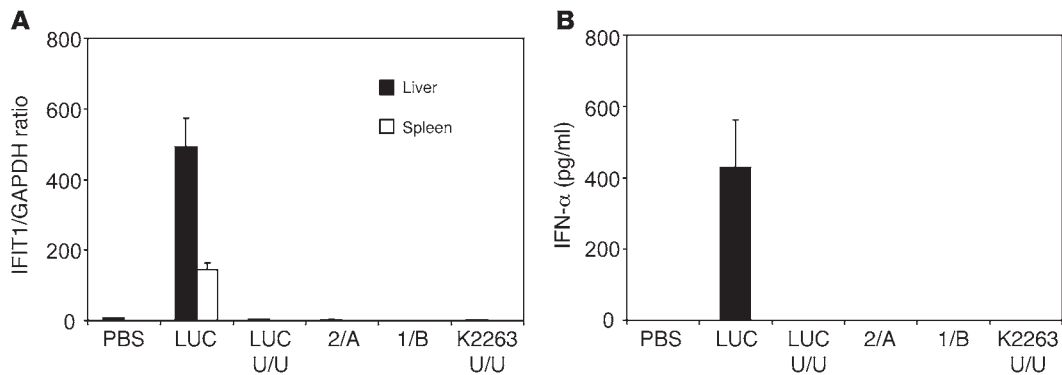 A
IFIT1/GAPDH ratio
800
600
400
200
0
Liver
Spleen
PBS
LUC
LUC
U/U
2/A
1/B
K2263
U/U
B
IFN-α (pg/ml)
800
600
400
200
0
PBS
LUC
LUC
U/U
2/A
1/B
K2263
U/U